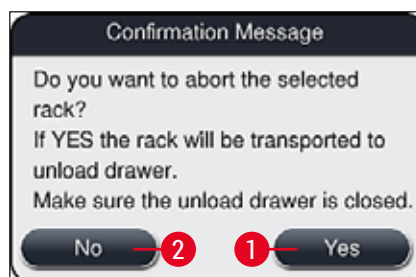 Confirmation Message
Do you want to abort the selected
rack?
If YES the rack will be transported to
unload drawer.
Make sure the unload drawer is closed.
No 2 1 Yes